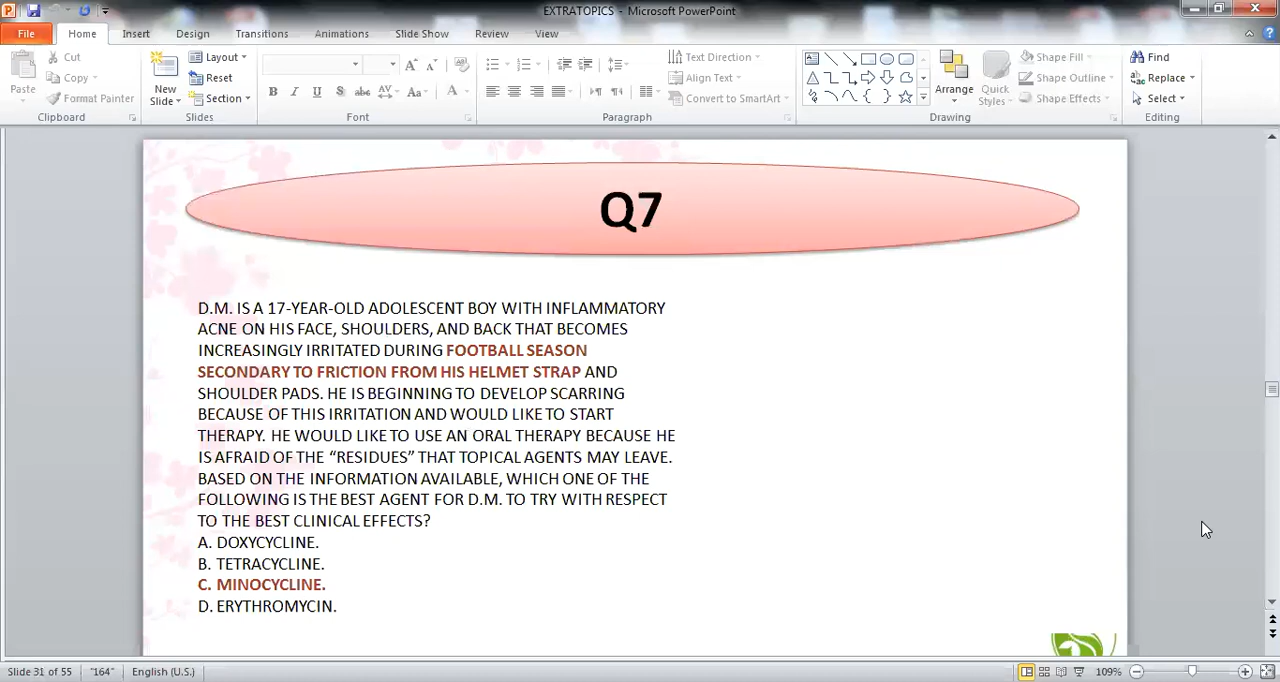 EXTRATOPICS - Microsoft PowerPoint
File Home Insert Design Transitions Animations Slide Show Review View
Paste
Cut
Copy
Format Painter
Clipboard
New Slide
Layout
Reset
Section
Slides
B I U S abc AV Aa A
Font
Text Direction
Align Text
Convert to SmartArt
Paragraph
Arrange
Quick Styles
Shape Fill
Shape Outline
Shape Effects
Drawing
Find
Replace
Select
Editing
Q7
D.M. IS A 17-YEAR-OLD ADOLESCENT BOY WITH INFLAMMATORY
ACNE ON HIS FACE, SHOULDERS, AND BACK THAT BECOMES
INCREASINGLY IRRITATED DURING FOOTBALL SEASON
SECONDARY TO FRICTION FROM HIS HELMET STRAP AND
SHOULDER PADS. HE IS BEGINNING TO DEVELOP SCARRING
BECAUSE OF THIS IRRITATION AND WOULD LIKE TO START
THERAPY. HE WOULD LIKE TO USE AN ORAL THERAPY BECAUSE HE
IS AFRAID OF THE “RESIDUES” THAT TOPICAL AGENTS MAY LEAVE.
BASED ON THE INFORMATION AVAILABLE, WHICH ONE OF THE
FOLLOWING IS THE BEST AGENT FOR D.M. TO TRY WITH RESPECT
TO THE BEST CLINICAL EFFECTS?
A. DOXYCYCLINE.
B. TETRACYCLINE.
C. MINOCYCLINE.
D. ERYTHROMYCIN.
Slide 31 of 55 "164" English (U.S.) 109%